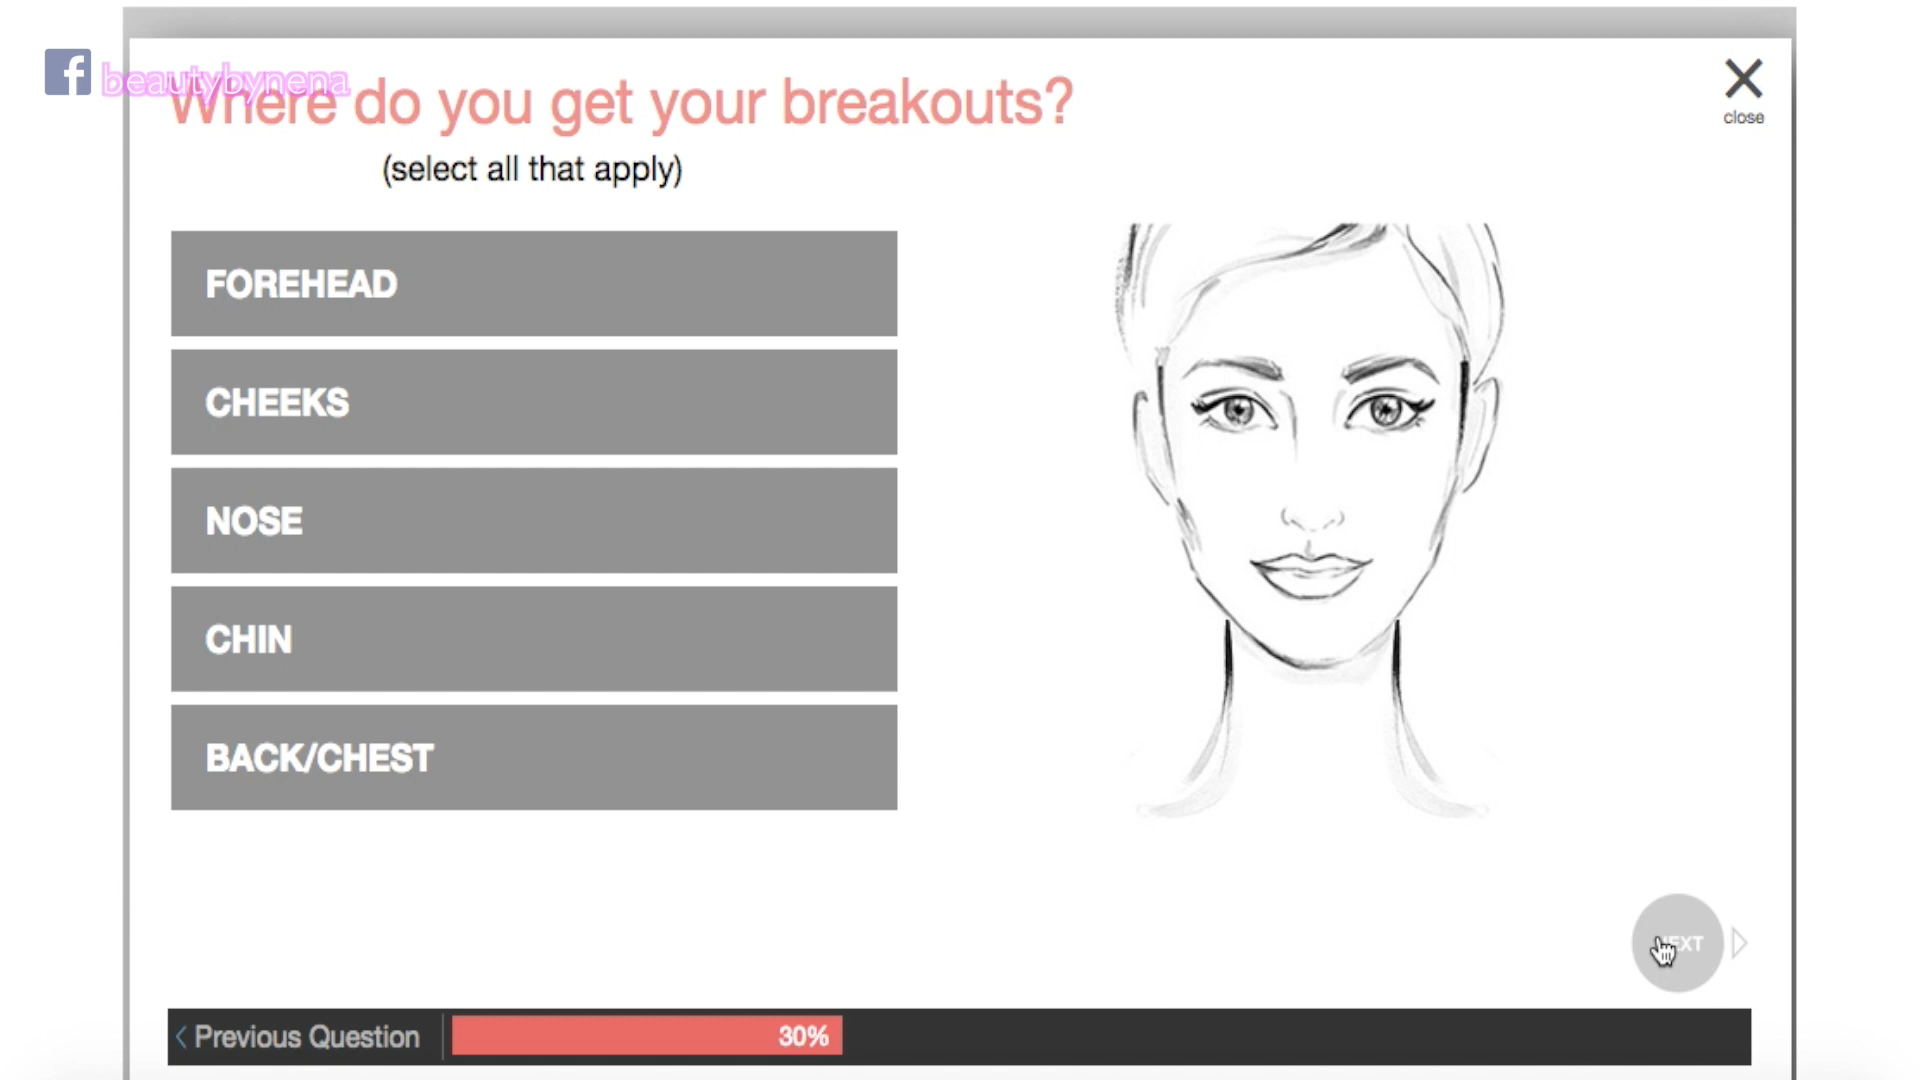 beautybynena
Where do you get your breakouts?
close
(select all that apply)
FOREHEAD
CHEEKS
NOSE
CHIN
BACK/CHEST
NEXT
Previous Question
30%